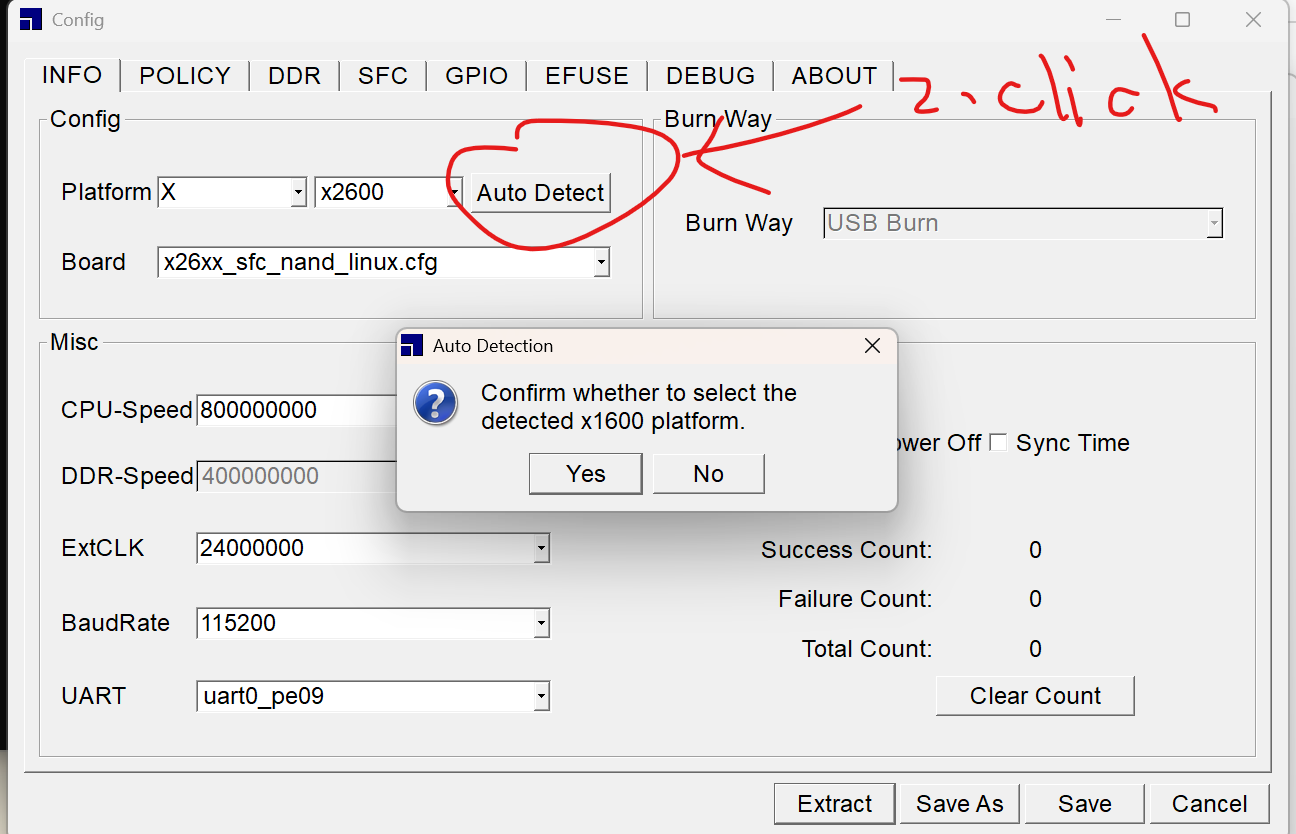 Config
INFO POLICY DDR SFC GPIO EFUSE DEBUG ABOUT
2.click
Config
Platform X x2600 Auto Detect
Board x26xx_sfc_nand_linux.cfg
Burn Way
Burn Way USB Burn
Misc
CPU-Speed 800000000
DDR-Speed 400000000
ExtCLK 24000000
BaudRate 115200
UART uart0_pe09
Auto Detection
Confirm whether to select the
detected x1600 platform.
Yes No
ower Off Sync Time
Success Count: 0
Failure Count: 0
Total Count: 0
Clear Count
Extract Save As Save Cancel